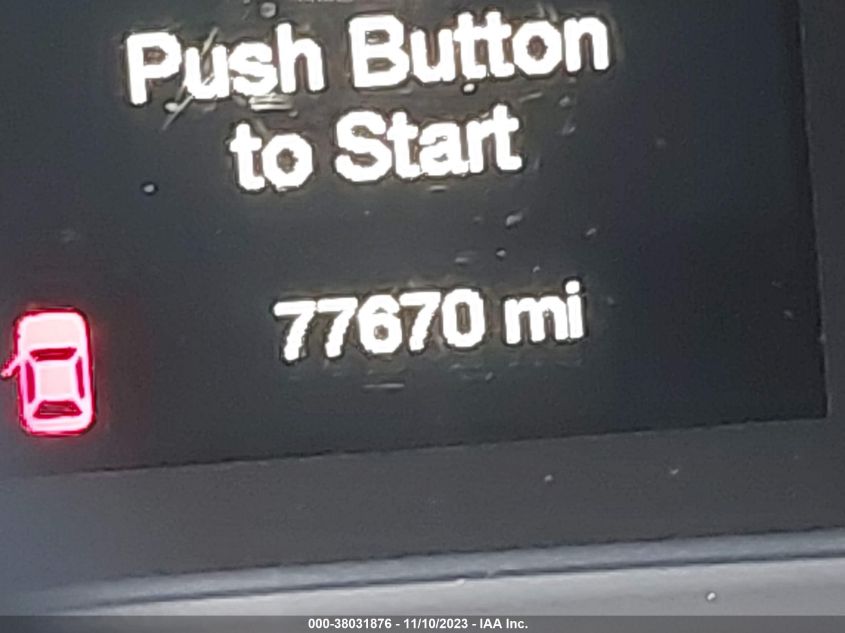 Push Button
to Start
77670 mi
000-38031876 - 11/10/2023 - IAA Inc.